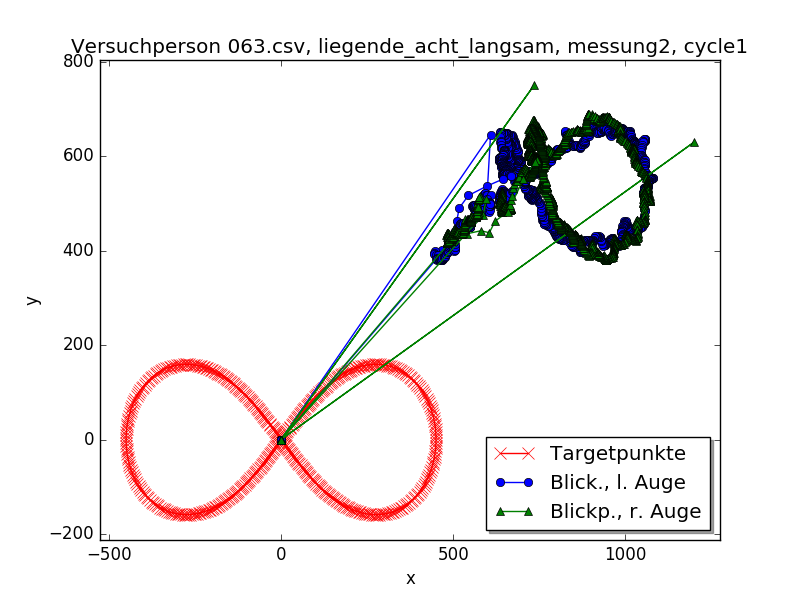 Versuchperson 063.csv, liegende_acht_langsam, messung2, cycle1
800
600
400
200
0
−200
y
−500
0
500
1000
x
Targetpunkte
Blick., l. Auge
Blickp., r. Auge